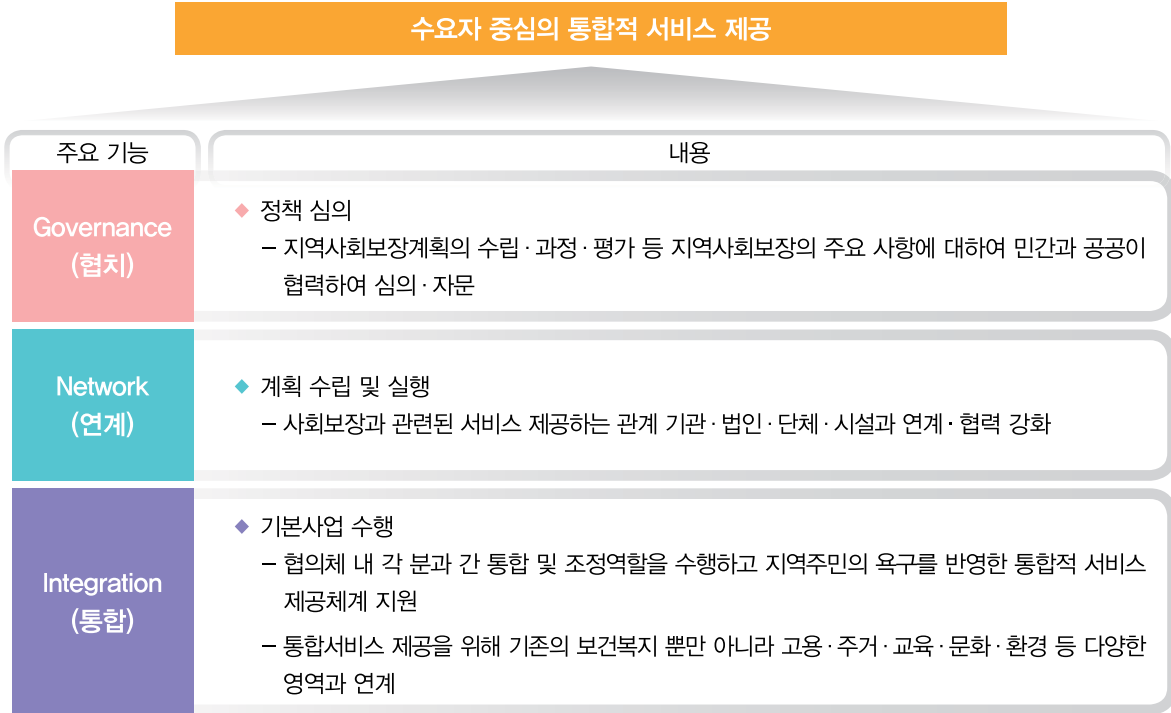 수요자 중심의 통합적 서비스 제공
주요 기능
내용
Governance
(협치)
◆ 정책 심의
– 지역사회보장계획의 수립·과정·평가 등 지역사회보장의 주요 사항에 대하여 민간과 공공이
협력하여 심의·자문
Network
(연계)
◆ 계획 수립 및 실행
– 사회보장과 관련된 서비스 제공하는 관계 기관·법인·단체·시설과 연계·협력 강화
Integration
(통합)
◆ 기본사업 수행
– 협의체 내 각 분과 간 통합 및 조정역할을 수행하고 지역주민의 욕구를 반영한 통합적 서비스
제공체계 지원
– 통합서비스 제공을 위해 기존의 보건복지 뿐만 아니라 고용·주거·교육·문화·환경 등 다양한
영역과 연계